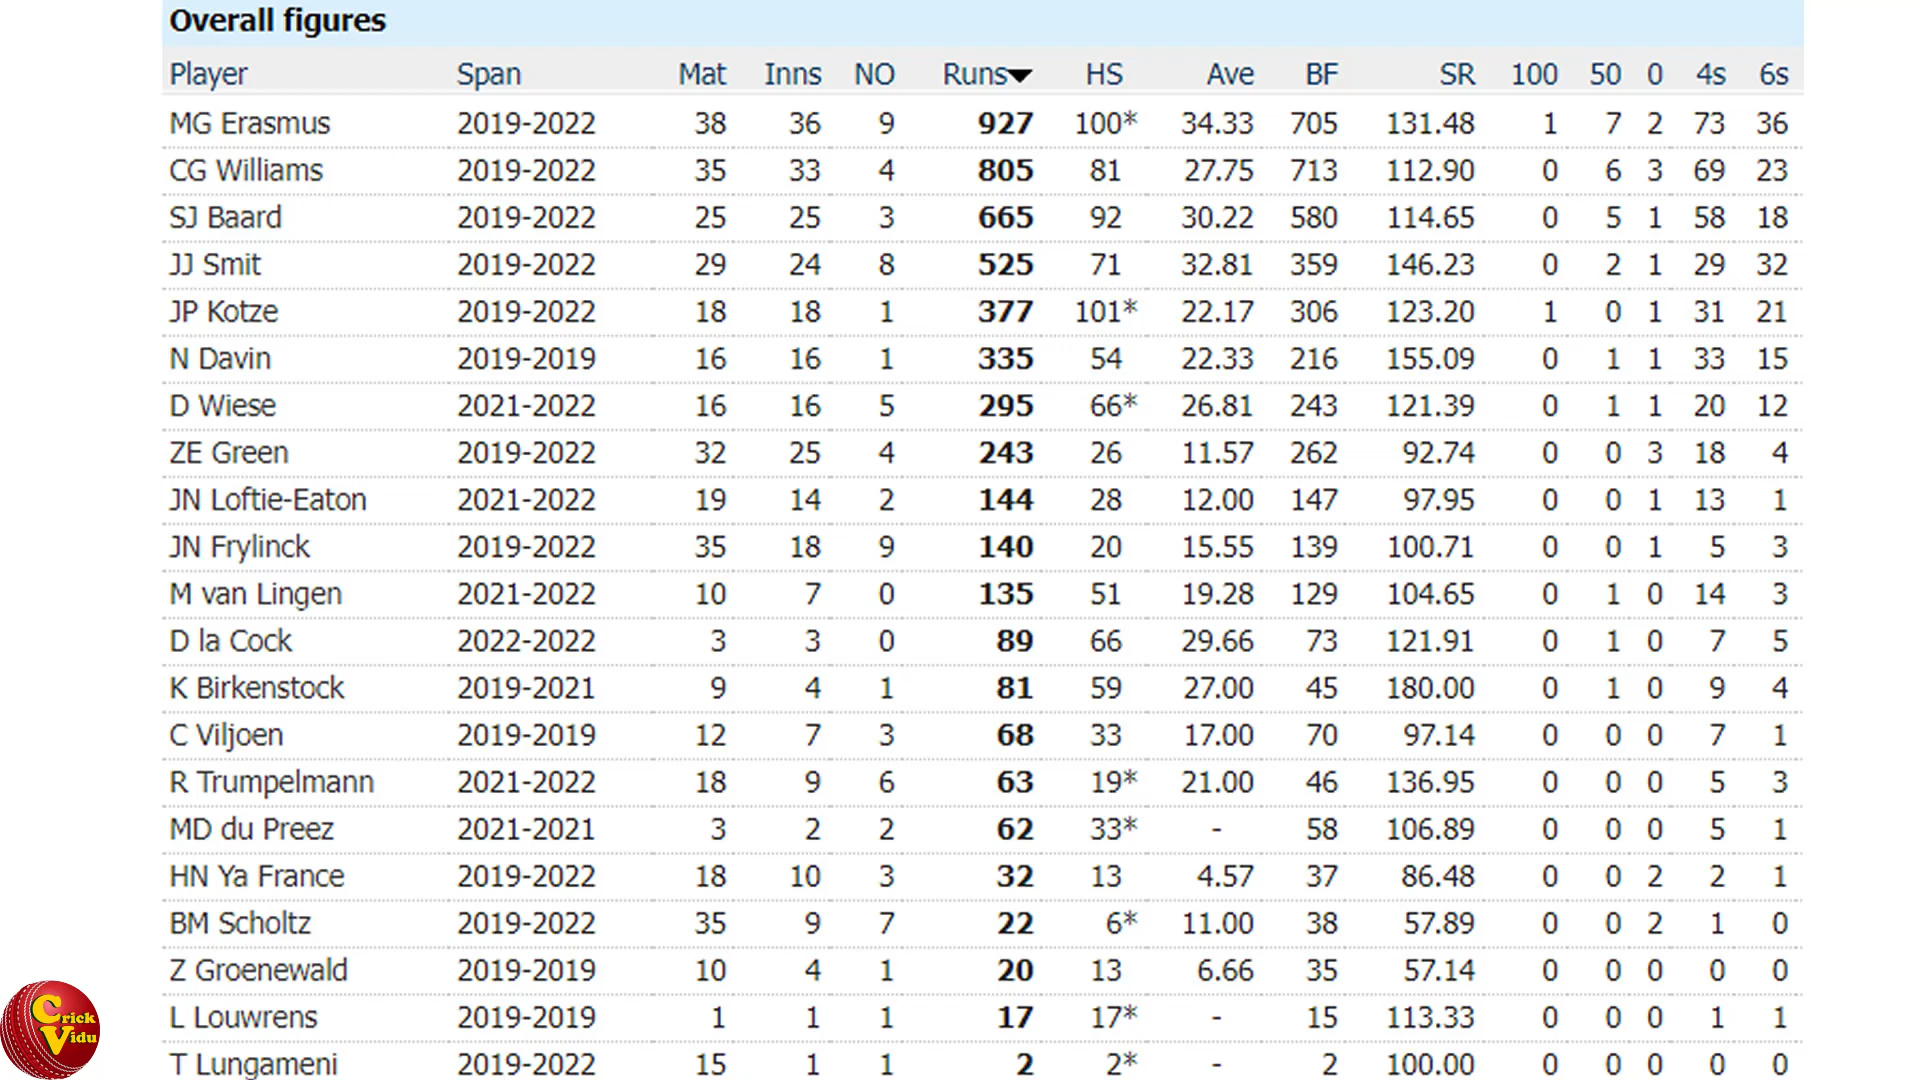 Overall figures
Player Span Mat Inns NO Runs HS Ave BF SR 100 50 0 4s 6s
MG Erasmus 2019-2022 38 36 9 927 100* 34.33 705 131.48 1 7 2 73 36
CG Williams 2019-2022 35 33 4 805 81 27.75 713 112.90 0 6 3 69 23
SJ Baard 2019-2022 25 25 3 665 92 30.22 580 114.65 0 5 1 58 18
JJ Smit 2019-2022 29 24 8 525 71 32.81 359 146.23 0 2 1 29 32
JP Kotze 2019-2022 18 18 1 377 101* 22.17 306 123.20 1 0 1 31 21
N Davin 2019-2019 16 16 1 335 54 22.33 216 155.09 0 1 1 33 15
D Wiese 2021-2022 16 16 5 295 66* 26.81 243 121.39 0 1 1 20 12
ZE Green 2019-2022 32 25 4 243 26 11.57 262 92.74 0 0 3 18 4
JN Loftie-Eaton 2021-2022 19 14 2 144 28 12.00 147 97.95 0 0 1 13 1
JN Frylinck 2019-2022 35 18 9 140 20 15.55 139 100.71 0 0 1 5 3
M van Lingen 2021-2022 10 7 0 135 51 19.28 129 104.65 0 1 0 14 3
D la Cock 2022-2022 3 3 0 89 66 29.66 73 121.91 0 1 0 7 5
K Birkenstock 2019-2021 9 4 1 81 59 27.00 45 180.00 0 1 0 9 4
C Viljoen 2019-2019 12 7 3 68 33 17.00 70 97.14 0 0 0 7 1
R Trumpelmann 2021-2022 18 9 6 63 19* 21.00 46 136.95 0 0 0 5 3
MD du Preez 2021-2021 3 2 2 62 33* - 58 106.89 0 0 0 5 1
HN Ya France 2019-2022 18 10 3 32 13 4.57 37 86.48 0 0 2 2 1
BM Scholtz 2019-2022 35 9 7 22 6* 11.00 38 57.89 0 0 2 1 0
Z Groenewald 2019-2019 10 4 1 20 13 6.66 35 57.14 0 0 0 0 0
L Louwrens 2019-2019 1 1 1 17 17* - 15 113.33 0 0 0 1 1
T Lungameni 2019-2022 15 1 1 2 2* - 2 100.00 0 0 0 0 0
Crick
Vidu